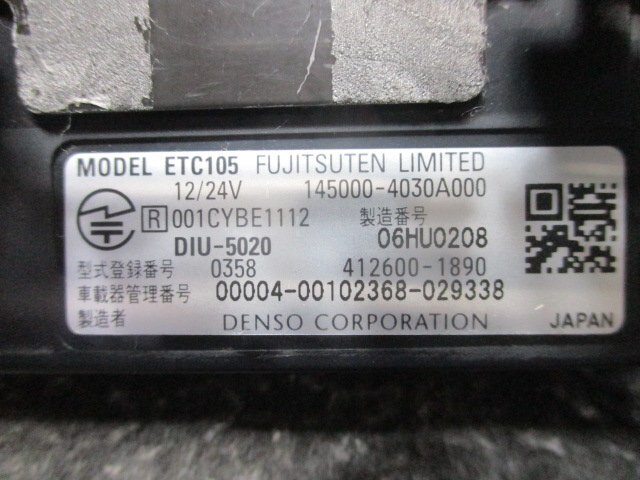 MODEL ETC105 FUJITSUTEN LIMITED
12/24V 145000-4030A000
R 001CYBE1112 製造番号
DIU-5020 06HU0208
型式登録番号 0358 412600-1890
車載器管理番号 00004-00102368-029338
製造者 DENSO CORPORATION JAPAN